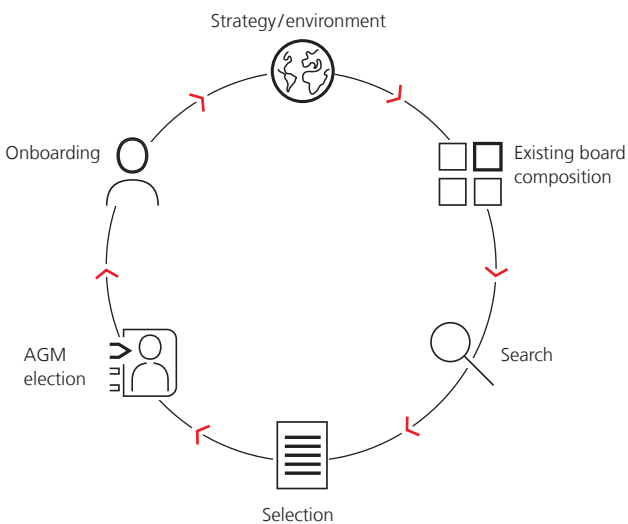 Strategy/environment
Existing board
composition
Search
Selection
AGM
election
Onboarding